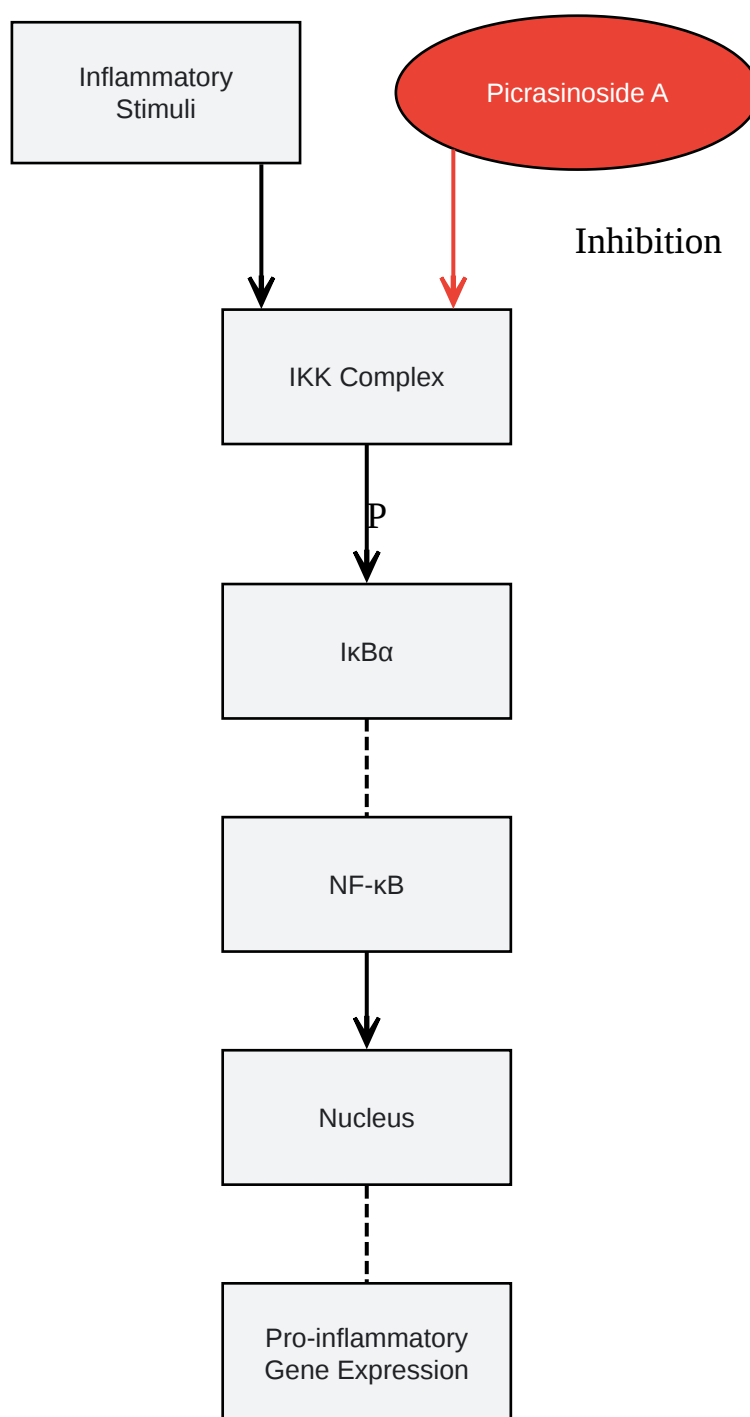 Inflammatory
Stimuli
Picrasinoside A
Inhibition
IKK Complex
P
IκBα
NF-κB
Nucleus
Pro-inflammatory
Gene Expression